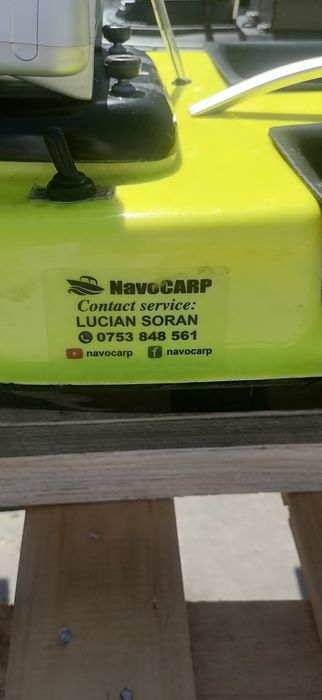 NavoCARP
Contact service:
LUCIAN SORAN
0753 848 561
navocarp navocarp